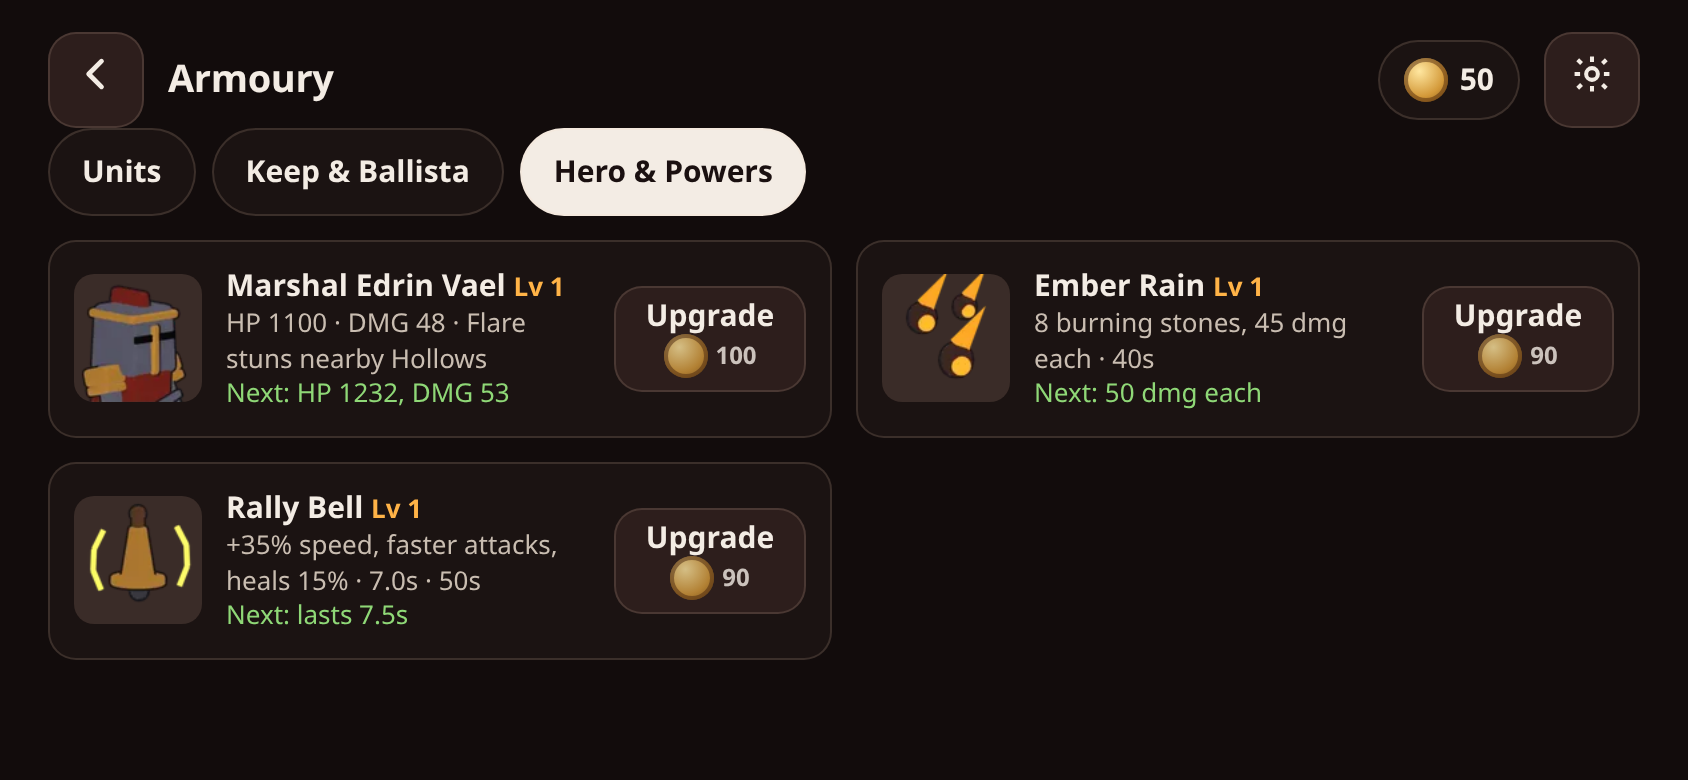 Armoury
50
Units
Keep & Ballista
Hero & Powers
Marshal Edrin Vael Lv 1
HP 1100 · DMG 48 · Flare
stuns nearby Hollows
Next: HP 1232, DMG 53
Upgrade
100
Ember Rain Lv 1
8 burning stones, 45 dmg
each · 40s
Next: 50 dmg each
Upgrade
90
Rally Bell Lv 1
+35% speed, faster attacks,
heals 15% · 7.0s · 50s
Next: lasts 7.5s
Upgrade
90